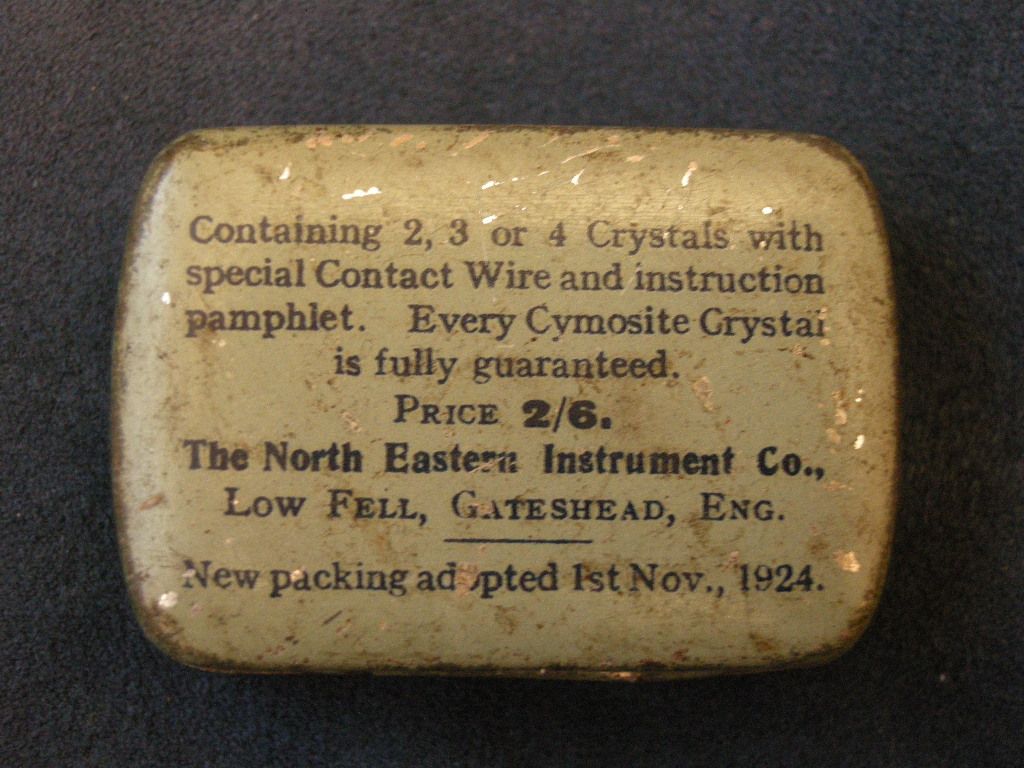 Containing 2, 3 or 4 Crystals with
special Contact Wire and instruction
pamphlet. Every Cymosite Crystal
is fully guaranteed.
PRICE 2/6.
The North Eastern Instrument Co.,
LOW FELL, GATESHEAD, ENG.
New packing adopted 1st Nov., 1924.